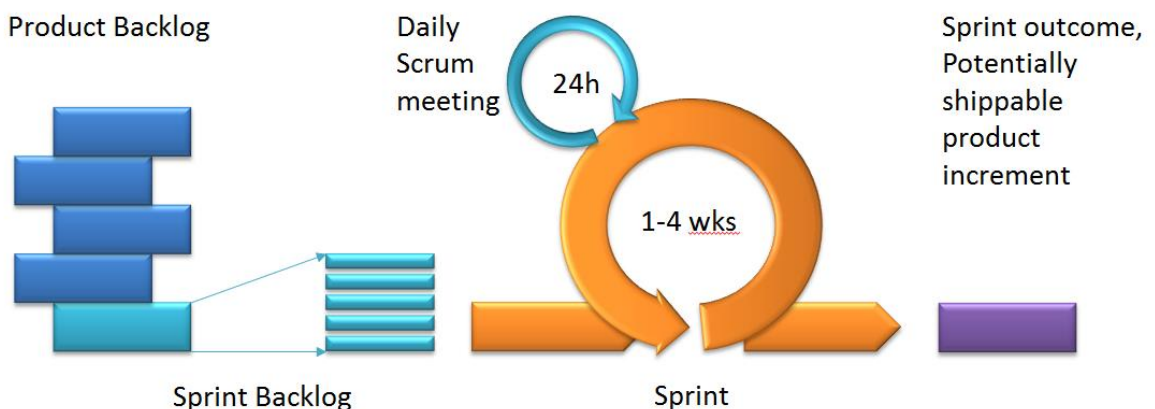 Product Backlog
Daily
Scrum
meeting
24h
1-4 wks
Sprint outcome,
Potentially
shippable
product
increment
Sprint Backlog
Sprint